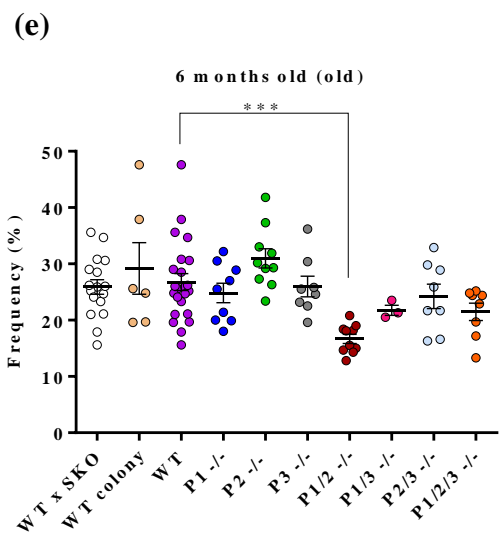 (e)
6 months old (old)
***
50
40
30
20
10
0
Frequency (%)
WT x SKO
WT colony
WT
P1 -/-
P2 -/-
P3 -/-
P1/2 -/-
P1/3 -/-
P2/3 -/-
P1/2/3 -/-